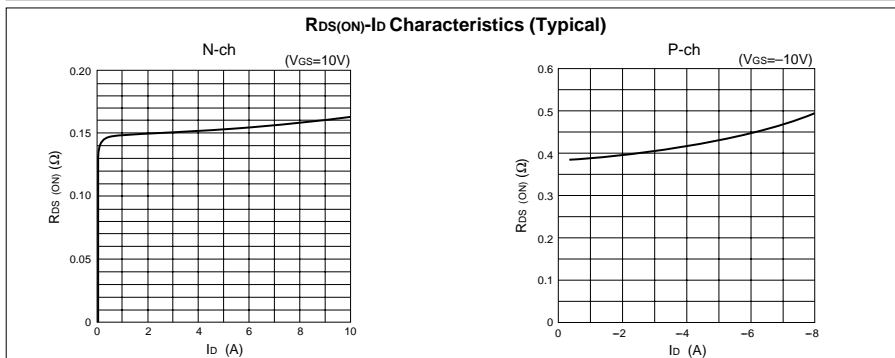 RDS(ON)-ID Characteristics (Typical)
N-ch
(VGS=10V)
0.20
0.15
0.10
0.05
0
RDS (ON) (Ω)
0
2
4
6
8
10
ID (A)
P-ch
(VGS=–10V)
0.6
0.5
0.4
0.3
0.2
0.1
0
RDS (ON) (Ω)
0
–2
–4
–6
–8
ID (A)